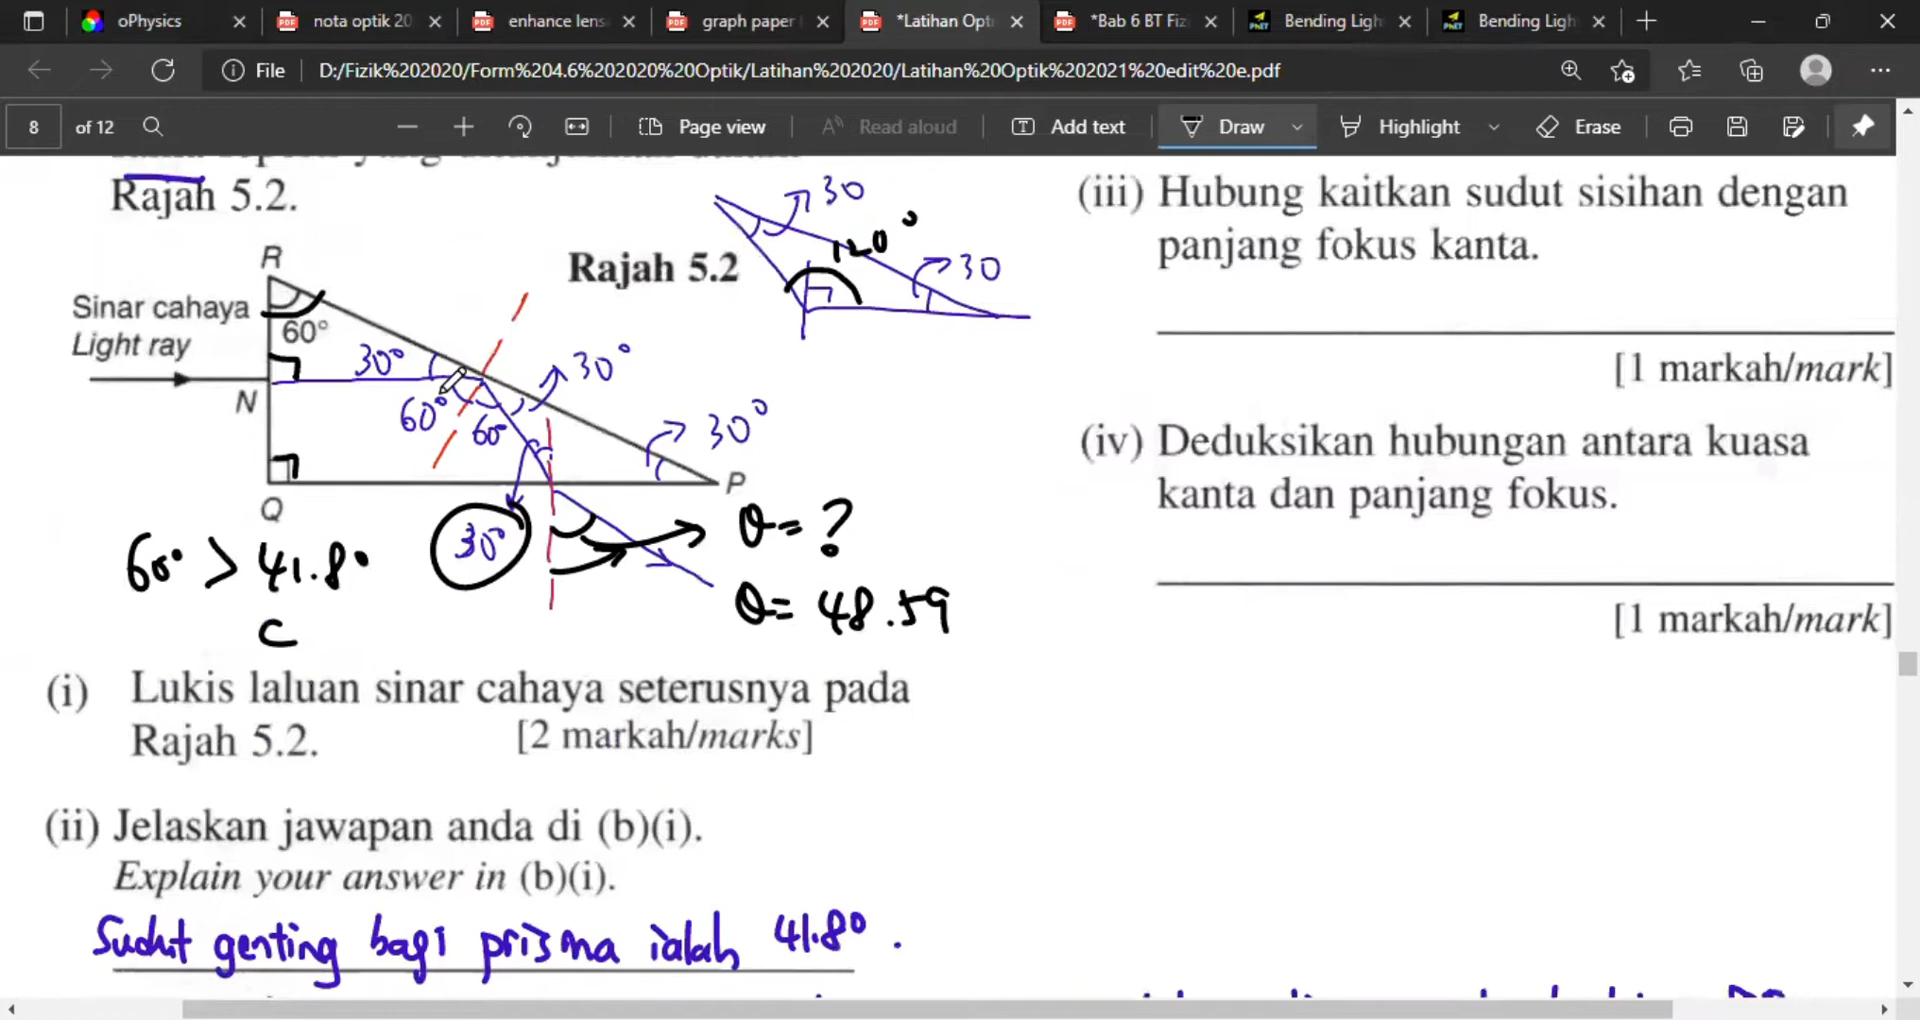 oPhysics
nota optik 20
enhance lens
graph paper
*Latihan Opti
*Bab 6 BT Fiz
Bending Ligh
Bending Ligh
File
D:/Fizik%202020/Form%204.6%202020%20Optik/Latihan%202020/Latihan%20Optik%202021%20edit%20e.pdf
8 of 12
Page view
Read aloud
Add text
Draw
Highlight
Erase
Rajah 5.2.
Rajah 5.2
30
120°
30
R
Sinar cahaya
Light ray
60°
30°
30°
N
60°
60°
30°
P
Q
30°
θ = ?
60° > 41.8°
c
θ = 48.59
(i) Lukis laluan sinar cahaya seterusnya pada
Rajah 5.2. [2 markah/marks]
(ii) Jelaskan jawapan anda di (b)(i).
Explain your answer in (b)(i).
Sudut genting bagi prisma ialah 41.8° .
(iii) Hubung kaitkan sudut sisihan dengan
panjang fokus kanta.
[1 markah/mark]
(iv) Deduksikan hubungan antara kuasa
kanta dan panjang fokus.
[1 markah/mark]